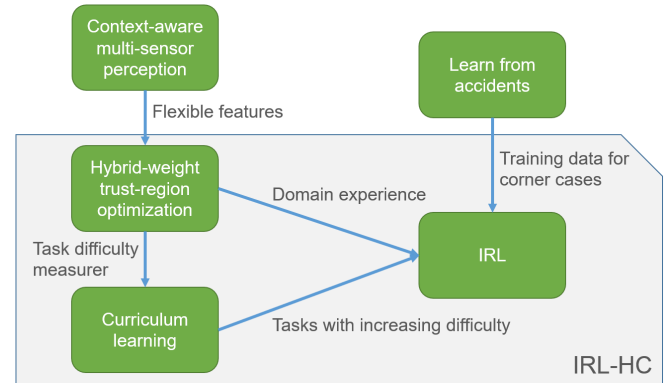 Context-aware
multi-sensor
perception
Learn from
accidents
Flexible features
Training data for
corner cases
Hybrid-weight
trust-region
optimization
Domain experience
IRL
Task difficulty
measurer
Curriculum
learning
Tasks with increasing difficulty
IRL-HC